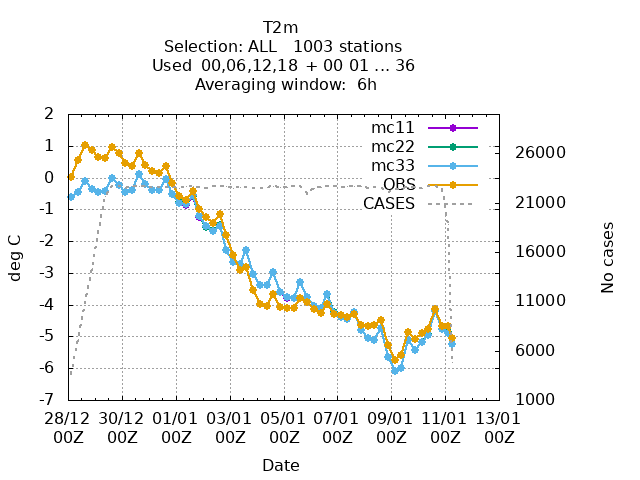 T2m
Selection: ALL   1003 stations
Used  00,06,12,18  + 00 01 ... 36
Averaging window:  6h
mc11
mc22
mc33
OBS
CASES
2
1
0
-1
-2
-3
-4
-5
-6
-7
deg C
26000
21000
16000
11000
6000
1000
No cases
28/12 30/12 01/01 03/01 05/01 07/01 09/01 11/01 13/01
00Z 00Z 00Z 00Z 00Z 00Z 00Z 00Z 00Z
Date